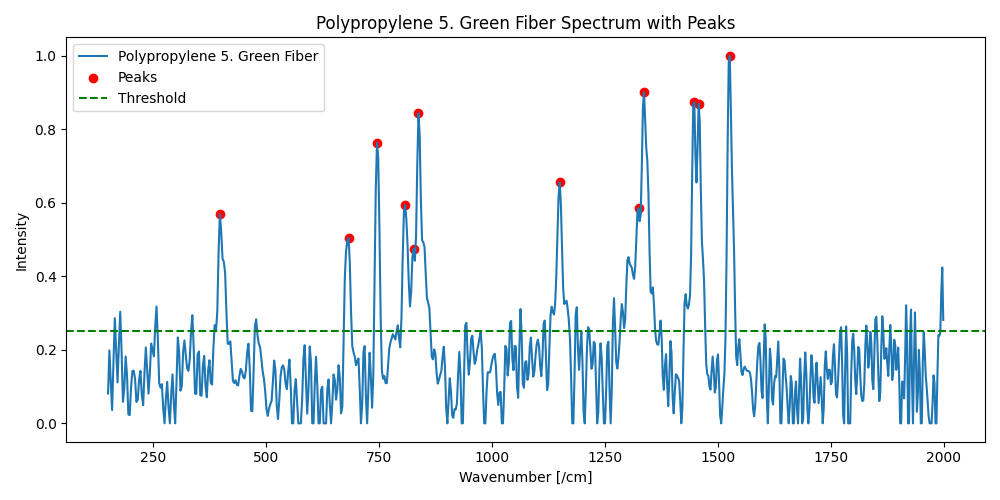 Polypropylene 5. Green Fiber Spectrum with Peaks
Polypropylene 5. Green Fiber
Peaks
Threshold
Intensity
1.0
0.8
0.6
0.4
0.2
0.0
250
500
750
1000
1250
1500
1750
2000
Wavenumber [/cm]